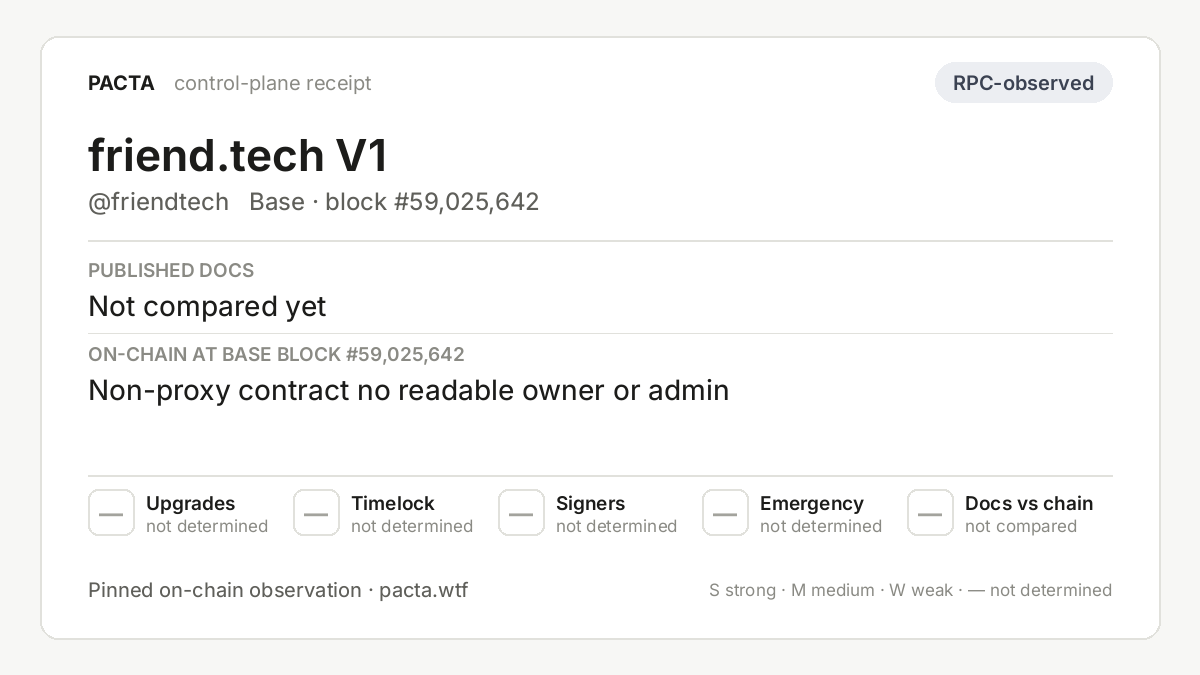 PACTA control-plane receipt RPC-observed
friend.tech V1
@friendtech Base · block #59,025,642
PUBLISHED DOCS
Not compared yet
ON-CHAIN AT BASE BLOCK #59,025,642
Non-proxy contract no readable owner or admin
— Upgrades — Timelock — Signers — Emergency — Docs vs chain
not determined not determined not determined not determined not compared
Pinned on-chain observation · pacta.wtf S strong · M medium · W weak · — not determined